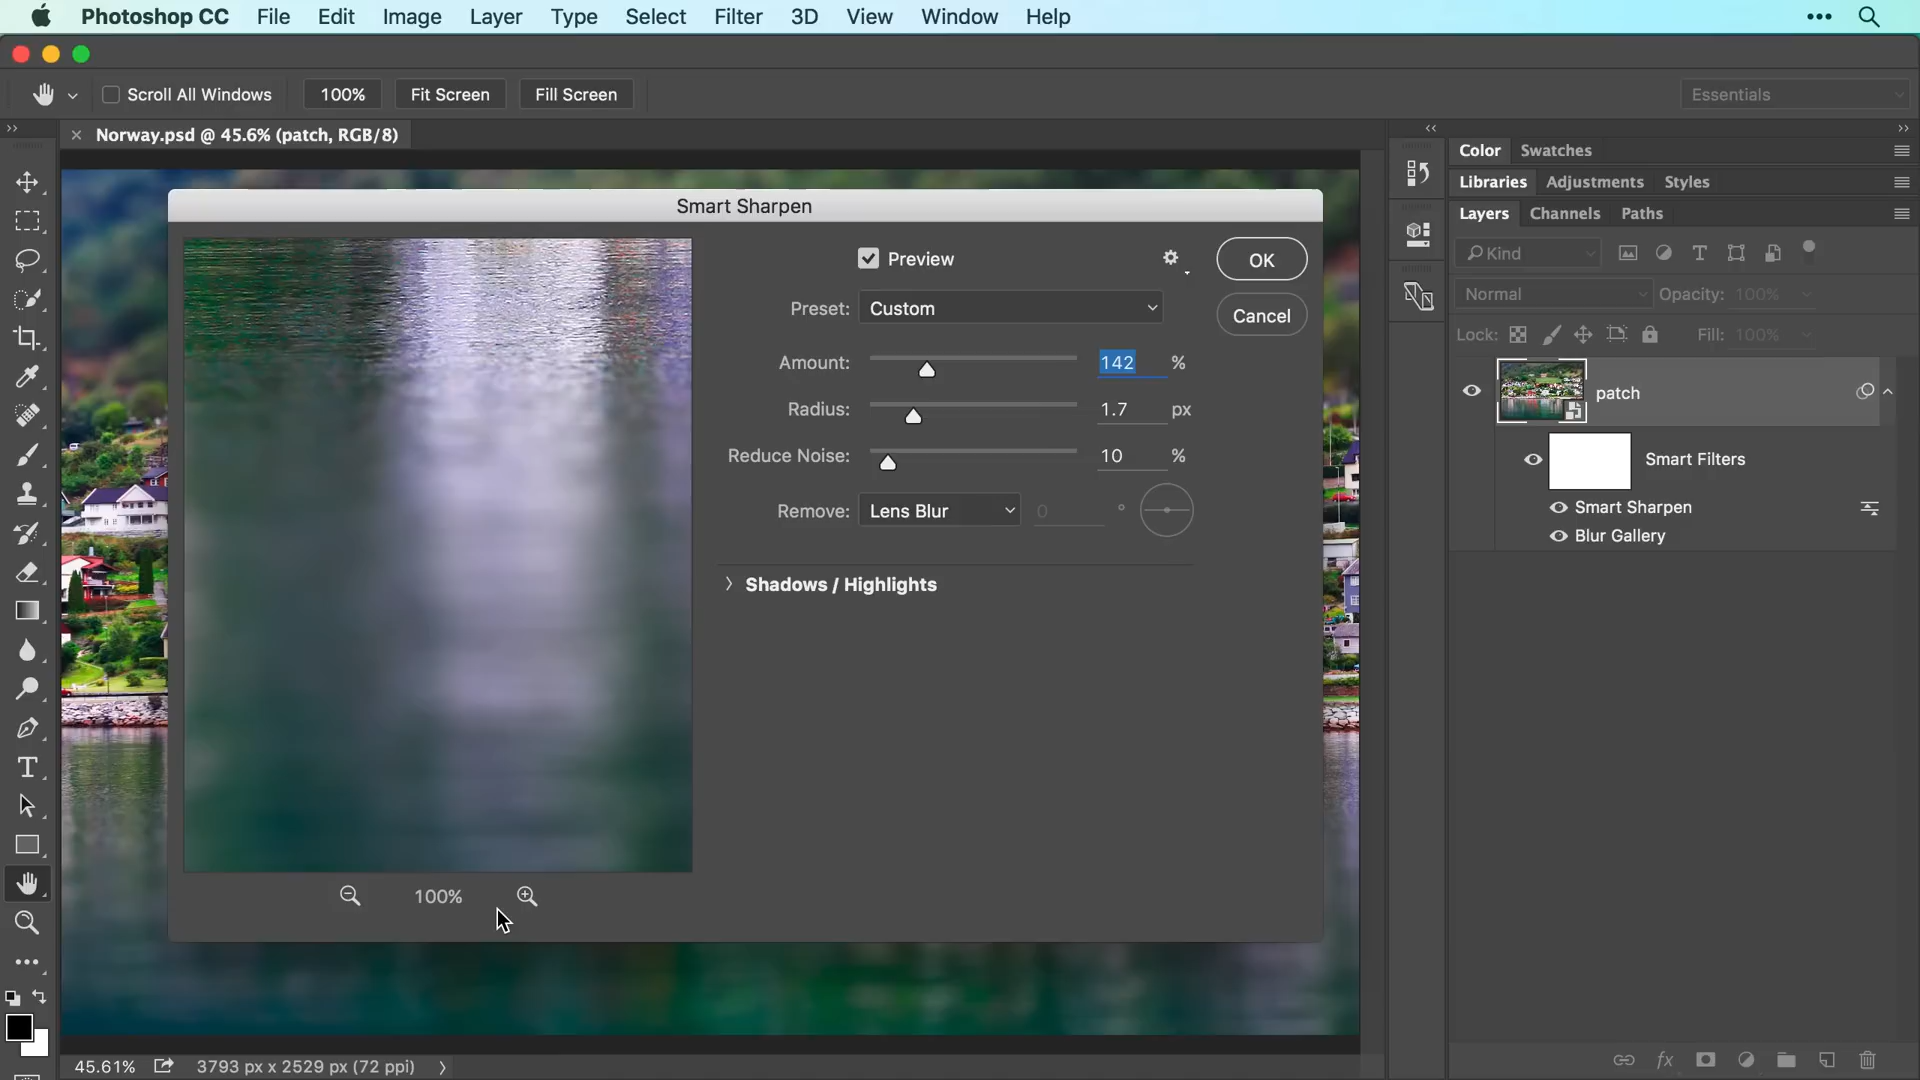 Photoshop CC File Edit Image Layer Type Select Filter 3D View Window Help
Scroll All Windows 100% Fit Screen Fill Screen Essentials
Norway.psd @ 45.6% (patch, RGB/8)
Smart Sharpen
Preview
OK
Preset: Custom
Cancel
Amount: 142 %
Radius: 1.7 px
Reduce Noise: 10 %
Remove: Lens Blur 0 °
Shadows / Highlights
100%
Color Swatches
Libraries Adjustments Styles
Layers Channels Paths
Kind
Normal Opacity: 100%
Lock: Fill: 100%
patch
Smart Filters
Smart Sharpen
Blur Gallery
fx
45.61% 3793 px x 2529 px (72 ppi)